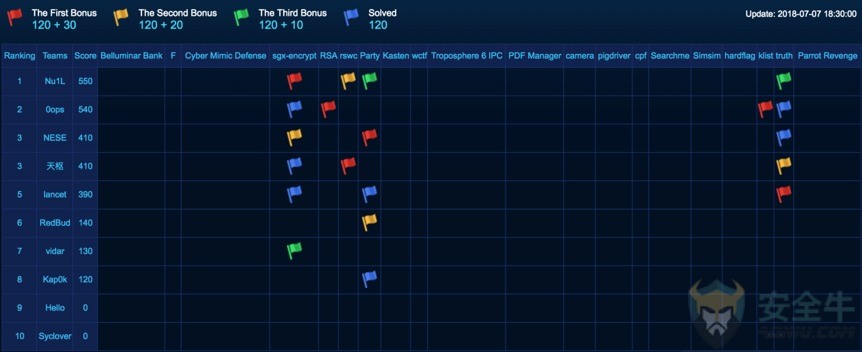 The First Bonus The Second Bonus The Third Bonus Solved
120 + 30 120 + 20 120 + 10 120
Update: 2018-07-07 18:30:00
Ranking Teams Score Belluminar Bank F Cyber Mimic Defense sgx-encrypt RSA rswc Party Kasten wctf Troposphere 6 IPC PDF Manager camera pigdriver cpf Searchme Simsim hardflag klist truth Parrot Revenge
1 Nu1L 550
2 0ops 540
3 NESE 410
3 天枢 410
5 lancet 390
6 RedBud 140
7 vidar 130
8 Kap0k 120
9 Hello 0
10 Syclover 0
安全牛